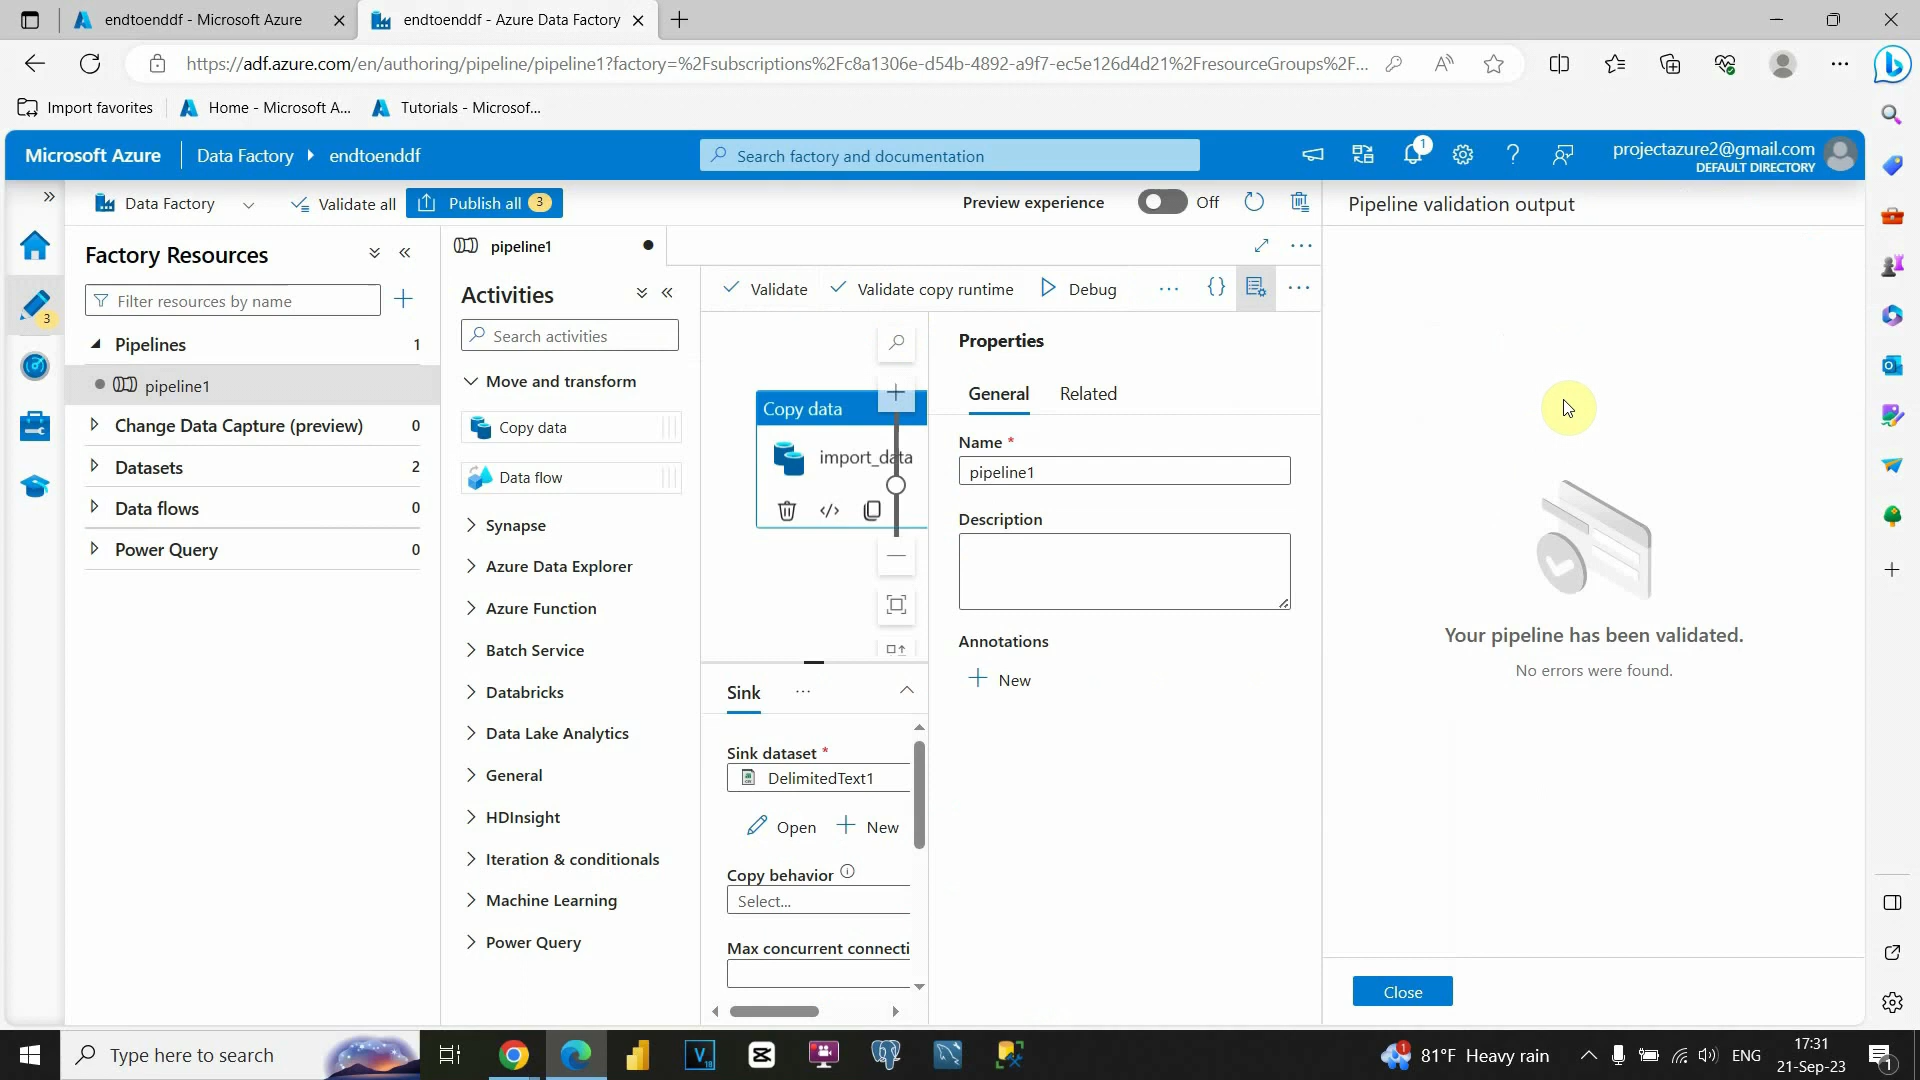 endtoenddf - Microsoft Azure
endtoenddf - Azure Data Factory
https://adf.azure.com/en/authoring/pipeline/pipeline1?factory=%2Fsubscriptions%2Fc8a1306e-d54b-4892-a9f7-ec5e126d4d21%2FresourceGroups%2F...
Import favorites
Home - Microsoft A...
Tutorials - Microsof...
Microsoft Azure
Data Factory
endtoenddf
Search factory and documentation
1
projectazure2@gmail.com
DEFAULT DIRECTORY
Data Factory
Validate all
Publish all 3
Preview experience
Off
Pipeline validation output
Factory Resources
Filter resources by name
3
Pipelines 1
pipeline1
Change Data Capture (preview) 0
Datasets 2
Data flows 0
Power Query 0
pipeline1
Activities
Search activities
Move and transform
Copy data
Data flow
Synapse
Azure Data Explorer
Azure Function
Batch Service
Databricks
Data Lake Analytics
General
HDInsight
Iteration & conditionals
Machine Learning
Power Query
Validate
Validate copy runtime
Debug
Copy data
import_data
Sink
Sink dataset *
DelimitedText1
Open
New
Copy behavior
Select...
Max concurrent connecti
Properties
General
Related
Name *
pipeline1
Description
Annotations
New
Your pipeline has been validated.
No errors were found.
Close
Type here to search
81°F Heavy rain
ENG
17:31
21-Sep-23
1